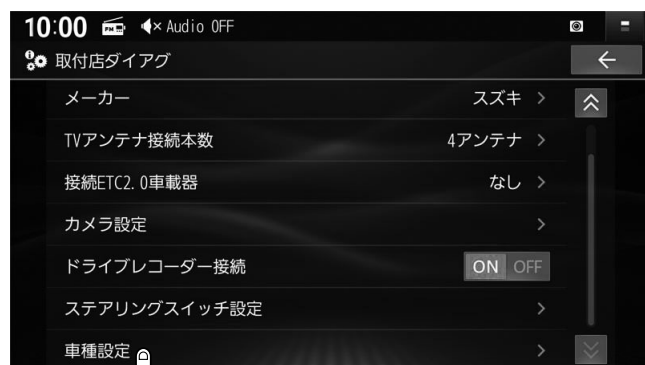 10:00 FM Audio OFF
取付店ダイアグ
メーカー スズキ
TVアンテナ接続本数 4アンテナ
接続ETC2.0車載器 なし
カメラ設定
ドライブレコーダー接続 ON OFF
ステアリングスイッチ設定
車種設定